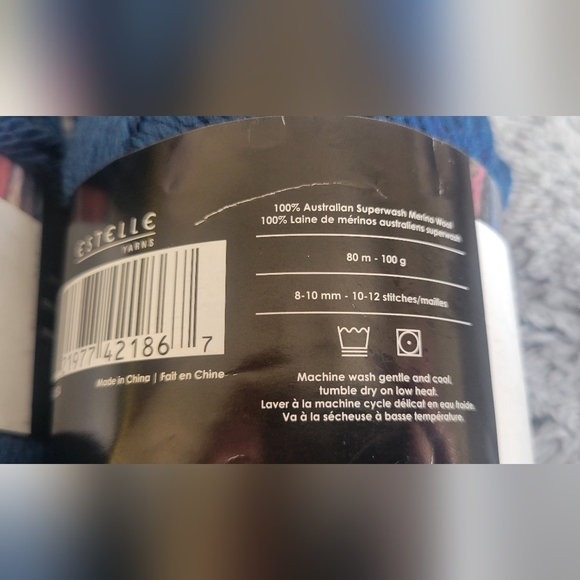 ESTELLE
YARNS
21977 42186 7
Made in China | Fait en Chine
100% Australian Superwash Merino Wool
100% Laine de mérinos australiens superwash
80 m - 100 g
8-10 mm - 10-12 stitches/mailles
Machine wash gentle and cool,
tumble dry on low heat.
Laver à la machine cycle délicat en eau froide.
Va à la sécheuse à basse température.